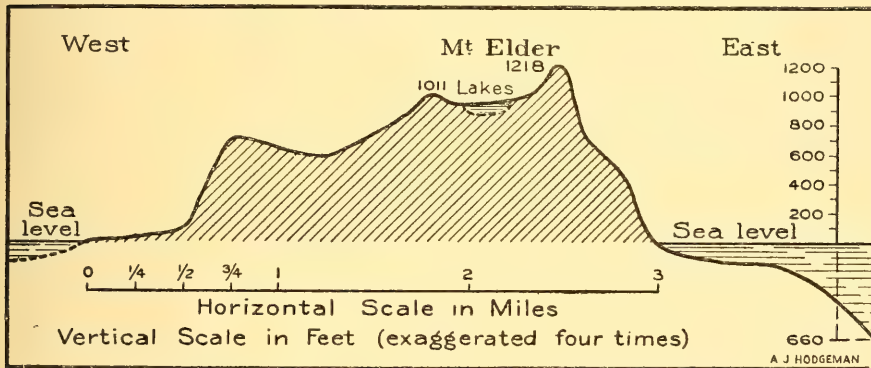 West
Mt Elder
East
1218
1011 Lakes
1200
1000
800
600
400
200
Sea level
Sea level
0 1/4 1/2 3/4 1 2 3
Horizontal Scale in Miles
Vertical Scale in Feet (exaggerated four times)
660
A J HODGEMAN